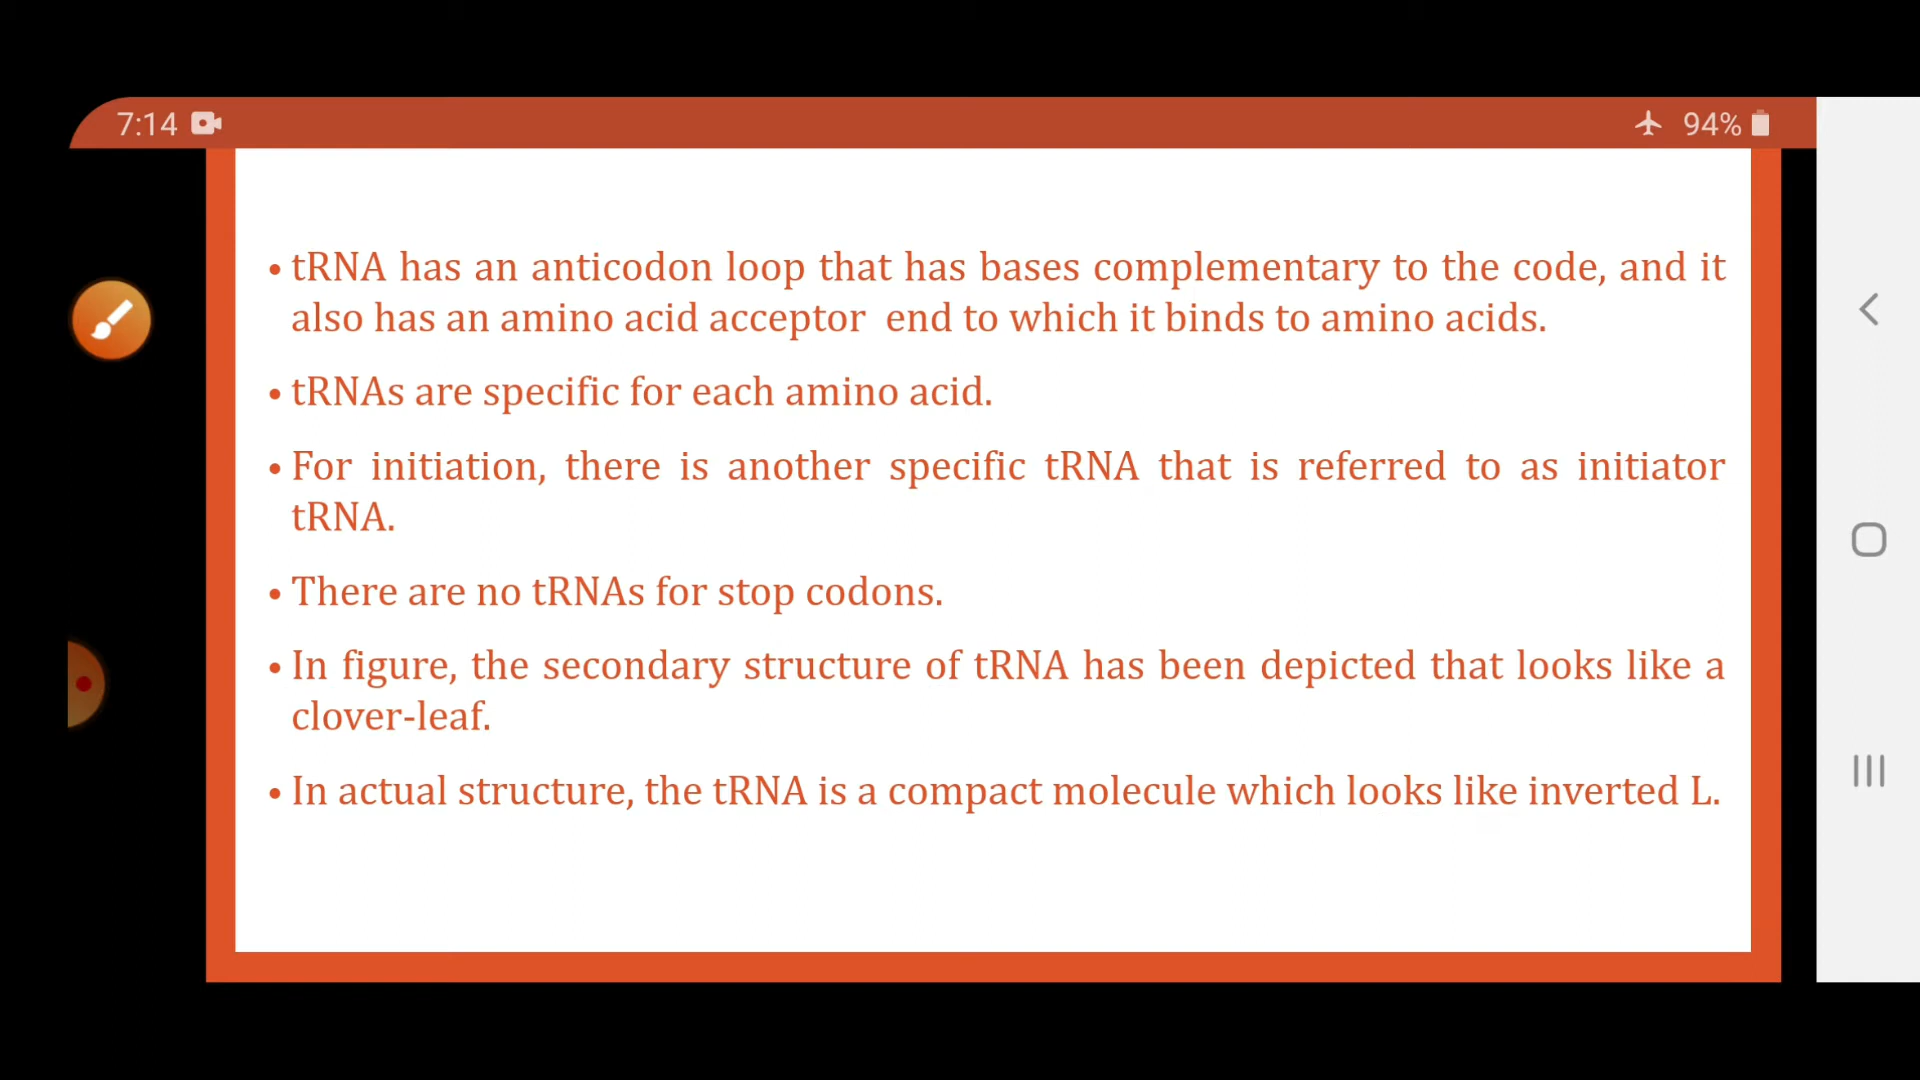 7:14
94%
• tRNA has an anticodon loop that has bases complementary to the code, and it
also has an amino acid acceptor end to which it binds to amino acids.
• tRNAs are specific for each amino acid.
• For initiation, there is another specific tRNA that is referred to as initiator
tRNA.
• There are no tRNAs for stop codons.
• In figure, the secondary structure of tRNA has been depicted that looks like a
clover-leaf.
• In actual structure, the tRNA is a compact molecule which looks like inverted L.